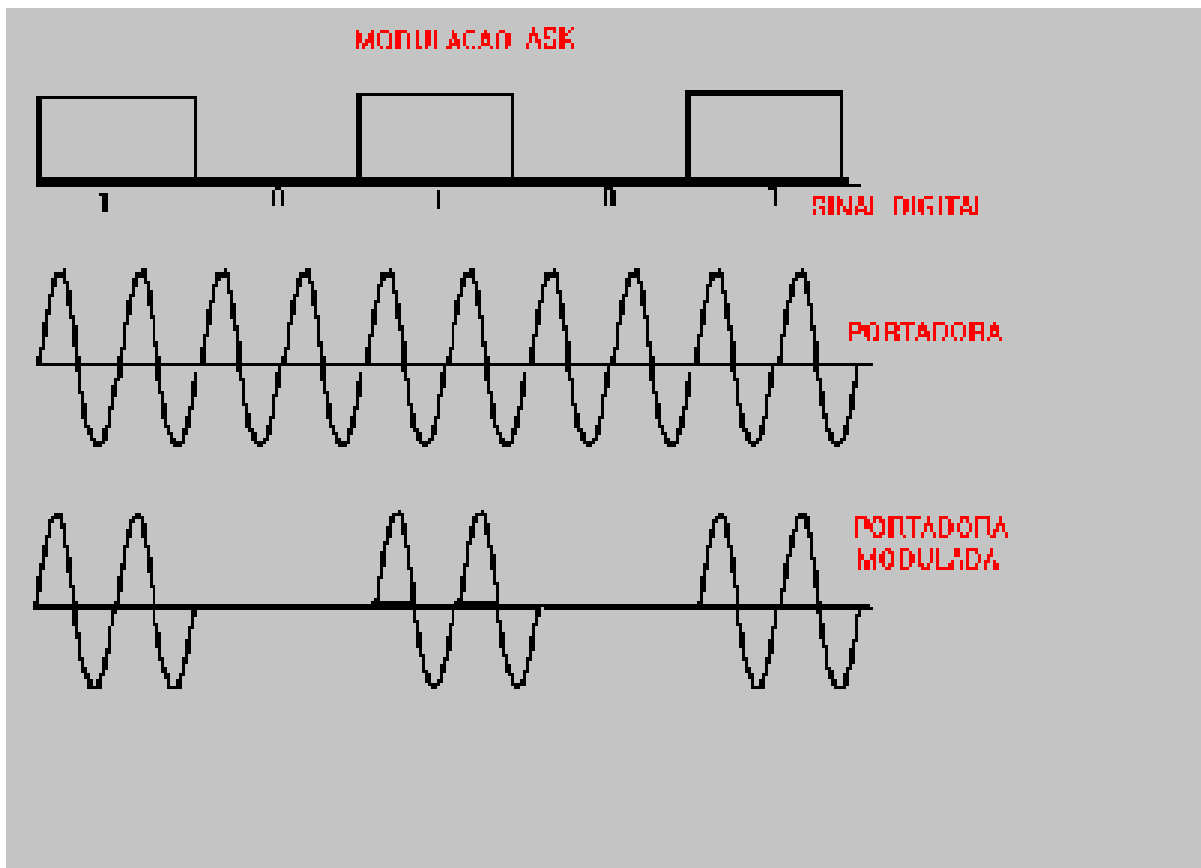 MODULACAO ASK
1 0 1 0 1
SINAL DIGITAL
PORTADORA
PORTADORA
MODULADA